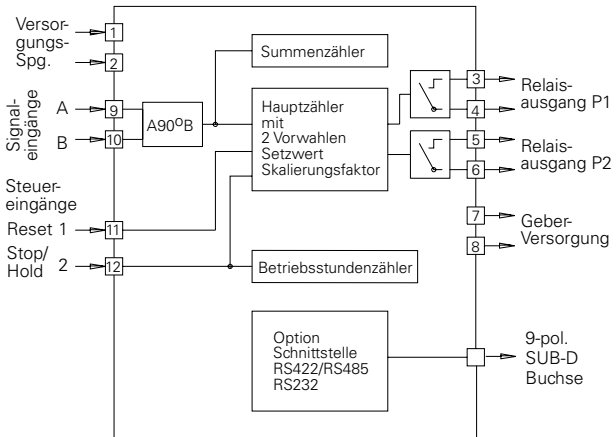 Versor-
gungs-
Spg.
1
2
Signal-
eingänge
A
B
9
10
A90ºB
Steuer-
eingänge
Reset 1
Stop/
Hold 2
11
12
Summenzähler
Hauptzähler
mit
2 Vorwahlen
Setzwert
Skalierungsfaktor
Betriebsstundenzähler
Option
Schnittstelle
RS422/RS485
RS232
3
4
Relais-
ausgang P1
5
6
Relais-
ausgang P2
7
8
Geber-
Versorgung
9-pol.
SUB-D
Buchse